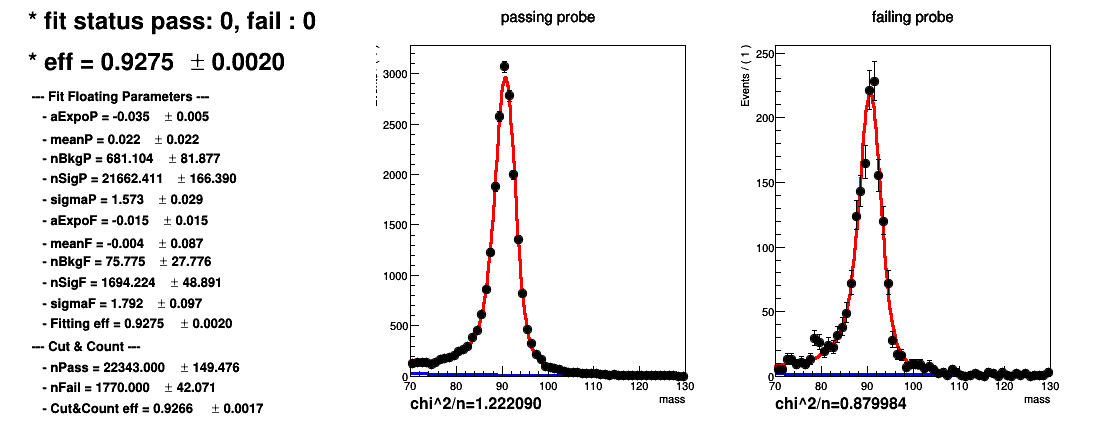 * fit status pass: 0, fail : 0
* eff = 0.9275 ± 0.0020
--- Fit Floating Parameters ---
- aExpoP = -0.035 ± 0.005
- meanP = 0.022 ± 0.022
- nBkgP = 681.104 ± 81.877
- nSigP = 21662.411 ± 166.390
- sigmaP = 1.573 ± 0.029
- aExpoF = -0.015 ± 0.015
- meanF = -0.004 ± 0.087
- nBkgF = 75.775 ± 27.776
- nSigF = 1694.224 ± 48.891
- sigmaF = 1.792 ± 0.097
- Fitting eff = 0.9275 ± 0.0020
--- Cut & Count ---
- nPass = 22343.000 ± 149.476
- nFail = 1770.000 ± 42.071
- Cut&Count eff = 0.9266 ± 0.0017
passing probe
3000
2500
2000
1500
1000
500
0
70 80 90 100 110 120 130
mass
chi^2/n=1.222090
failing probe
Events / ( 1 )
250
200
150
100
50
0
70 80 90 100 110 120 130
mass
chi^2/n=0.879984